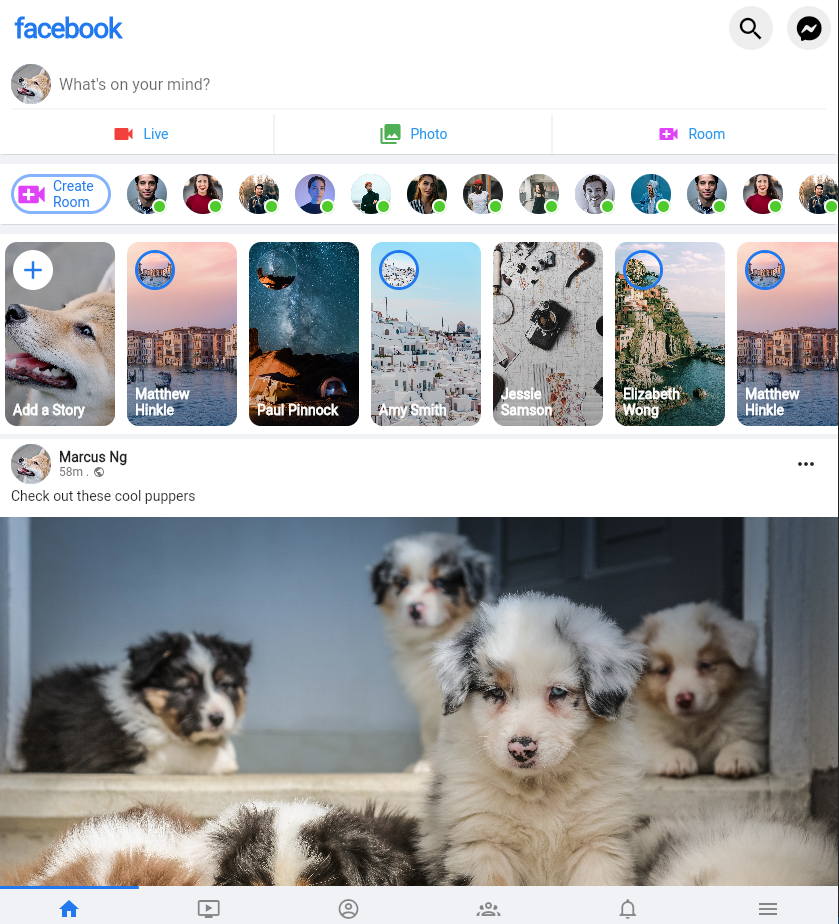 facebook
What's on your mind?
Live
Photo
Room
Create
Room
Add a Story
Matthew
Hinkle
Paul Pinnock
Amy Smith
Jessie
Samson
Elizabeth
Wong
Matthew
Hinkle
Marcus Ng
58m .
Check out these cool puppers